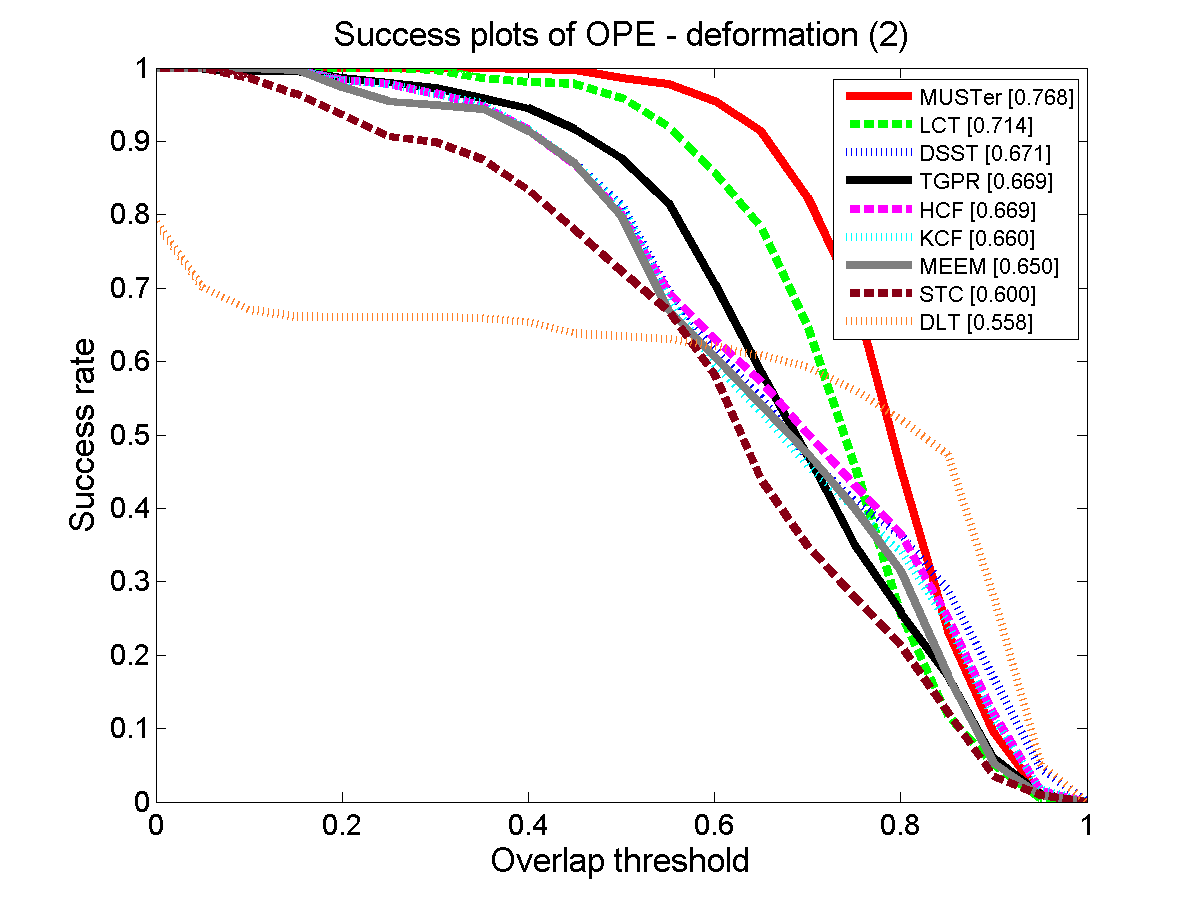 Success plots of OPE - deformation (2)
1
0.9
0.8
0.7
0.6
0.5
0.4
0.3
0.2
0.1
0
Success rate
MUSTer [0.768]
LCT [0.714]
DSST [0.671]
TGPR [0.669]
HCF [0.669]
KCF [0.660]
MEEM [0.650]
STC [0.600]
DLT [0.558]
0 0.2 0.4 0.6 0.8 1
Overlap threshold